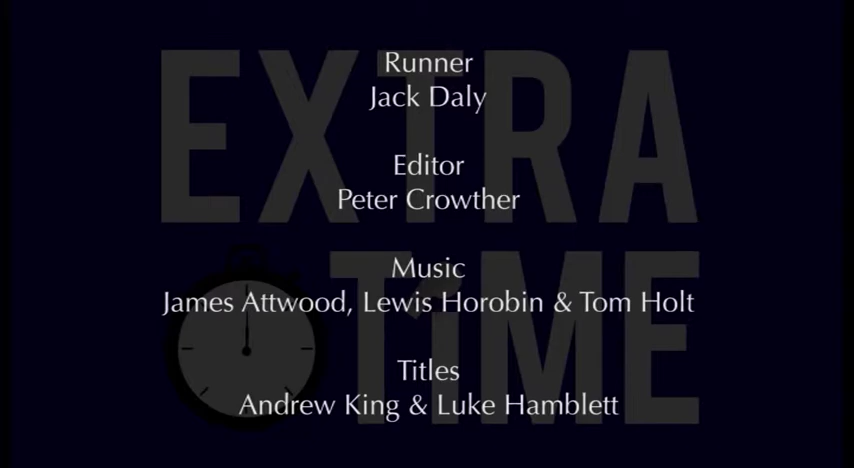 EXTRA
TIME
Runner
Jack Daly
Editor
Peter Crowther
Music
James Attwood, Lewis Horobin & Tom Holt
Titles
Andrew King & Luke Hamblett